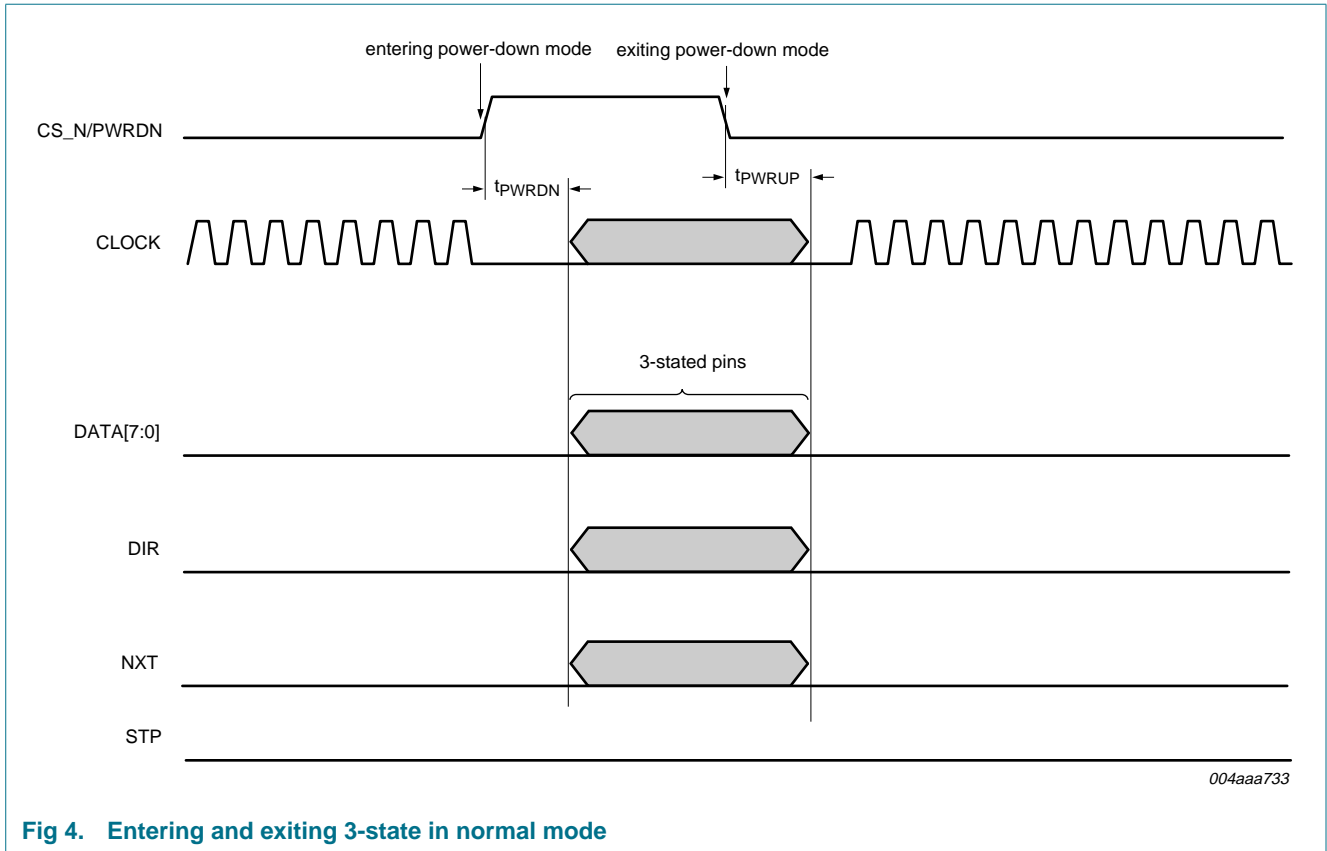 entering power-down mode exiting power-down mode
CS_N/PWRDN
tPWRDN tPWRUP
CLOCK
3-stated pins
DATA[7:0]
DIR
NXT
STP
004aaa733
Fig 4. Entering and exiting 3-state in normal mode